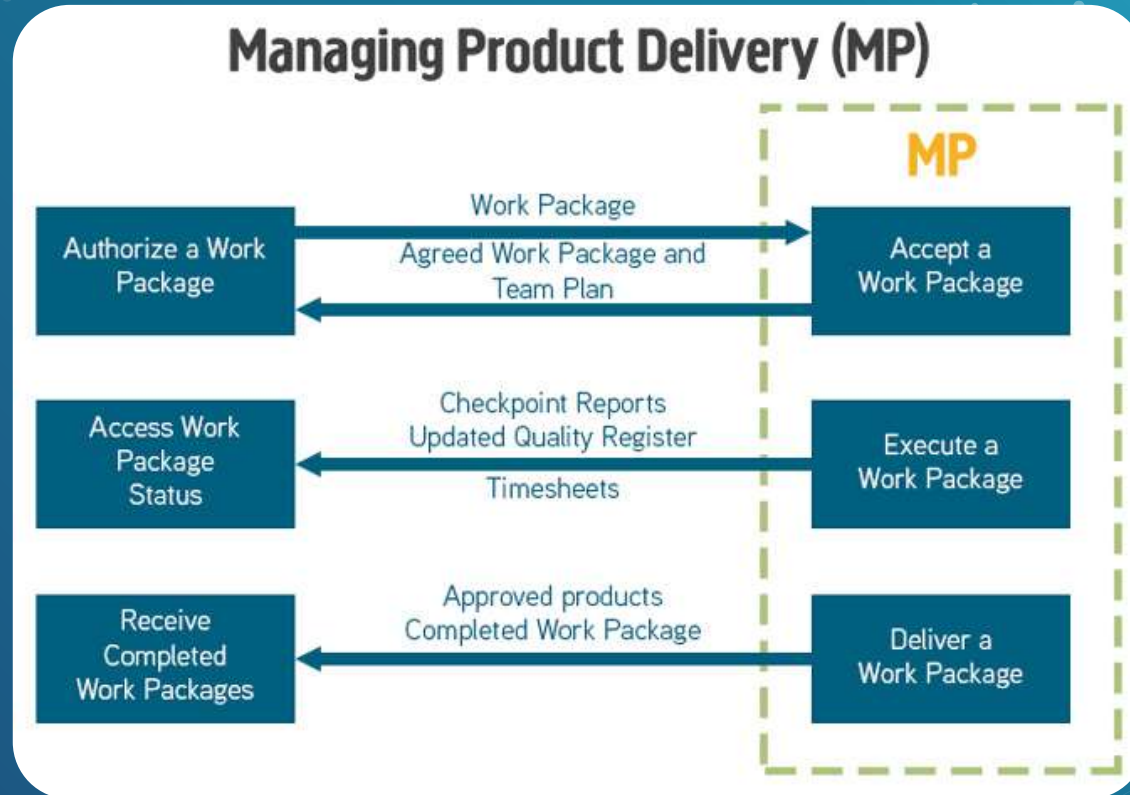 Managing Product Delivery (MP)
MP
Authorize a Work
Package
Work Package
Agreed Work Package and
Team Plan
Accept a
Work Package
Access Work
Package
Status
Checkpoint Reports
Updated Quality Register
Timesheets
Execute a
Work Package
Receive
Completed
Work Packages
Approved products
Completed Work Package
Deliver a
Work Package